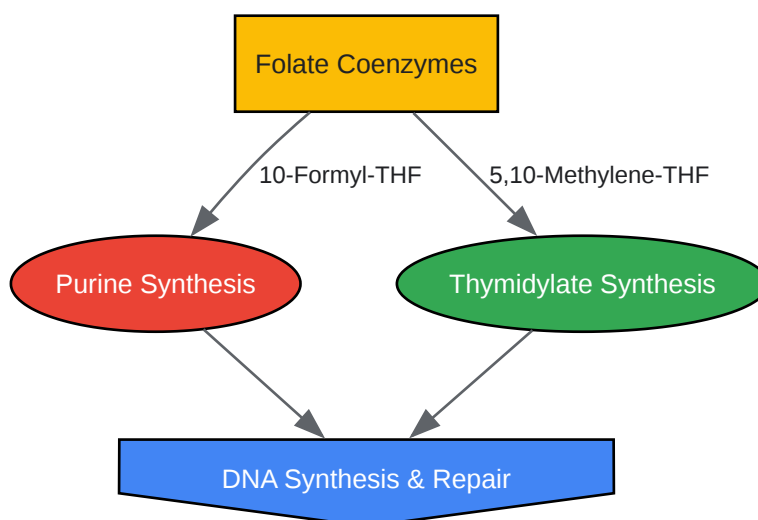 Folate Coenzymes
10-Formyl-THF
5,10-Methylene-THF
Purine Synthesis
Thymidylate Synthesis
DNA Synthesis & Repair